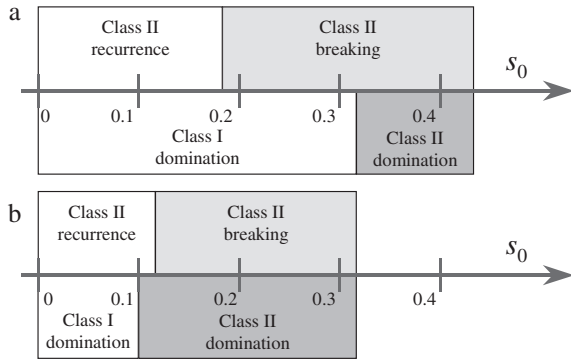 a
Class II
recurrence
Class II
breaking
s0
0 0.1 0.2 0.3 0.4
Class I
domination
Class II
domination
b
Class II
recurrence
Class II
breaking
s0
0 0.1 0.2 0.3 0.4
Class I
domination
Class II
domination